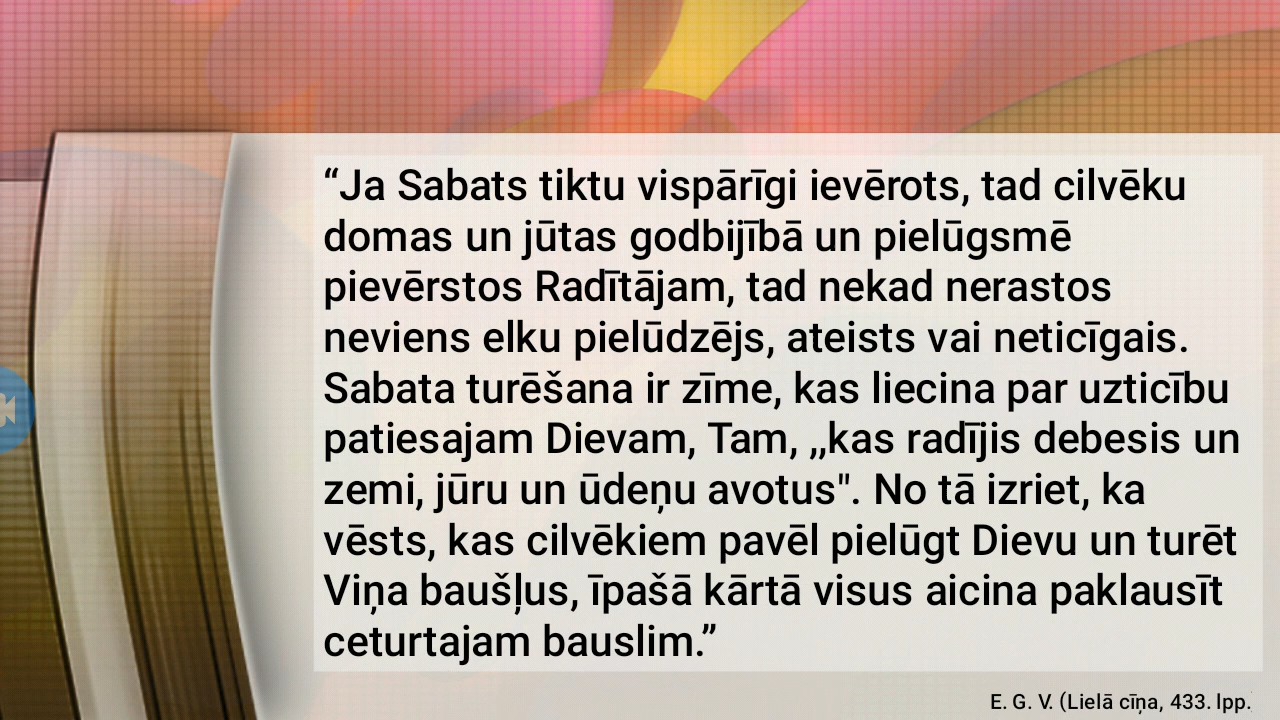 “Ja Sabats tiktu vispārīgi ievērots, tad cilvēku
domas un jūtas godbijībā un pielūgsmē
pievērstos Radītājam, tad nekad nerastos
neviens elku pielūdzējs, ateists vai neticīgais.
Sabata turēšana ir zīme, kas liecina par uzticību
patiesajam Dievam, Tam, ,,kas radījis debesis un
zemi, jūru un ūdeņu avotus". No tā izriet, ka
vēsts, kas cilvēkiem pavēl pielūgt Dievu un turēt
Viņa baušļus, īpašā kārtā visus aicina paklausīt
ceturtajam bauslim.”
E. G. V. (Lielā cīņa, 433. lpp.